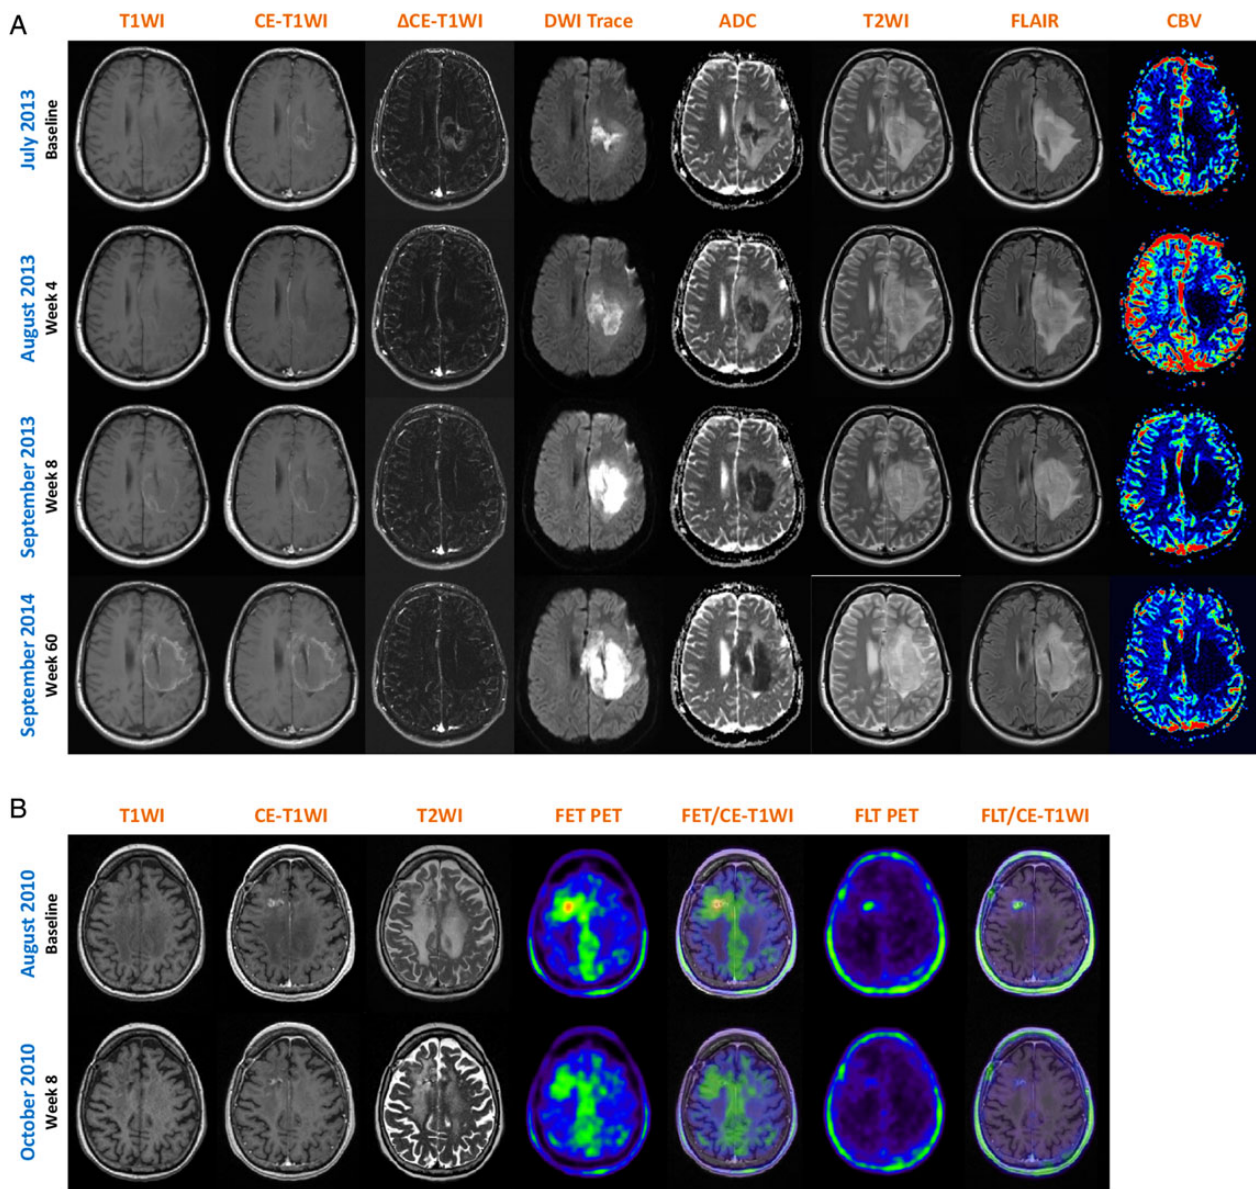 A
T1WI CE-T1WI ΔCE-T1WI DWI Trace ADC T2WI FLAIR CBV
July 2013
Baseline
August 2013
Week 4
September 2013
Week 8
September 2014
Week 60
B
T1WI CE-T1WI T2WI FET PET FET/CE-T1WI FLT PET FLT/CE-T1WI
August 2010
Baseline
October 2010
Week 8